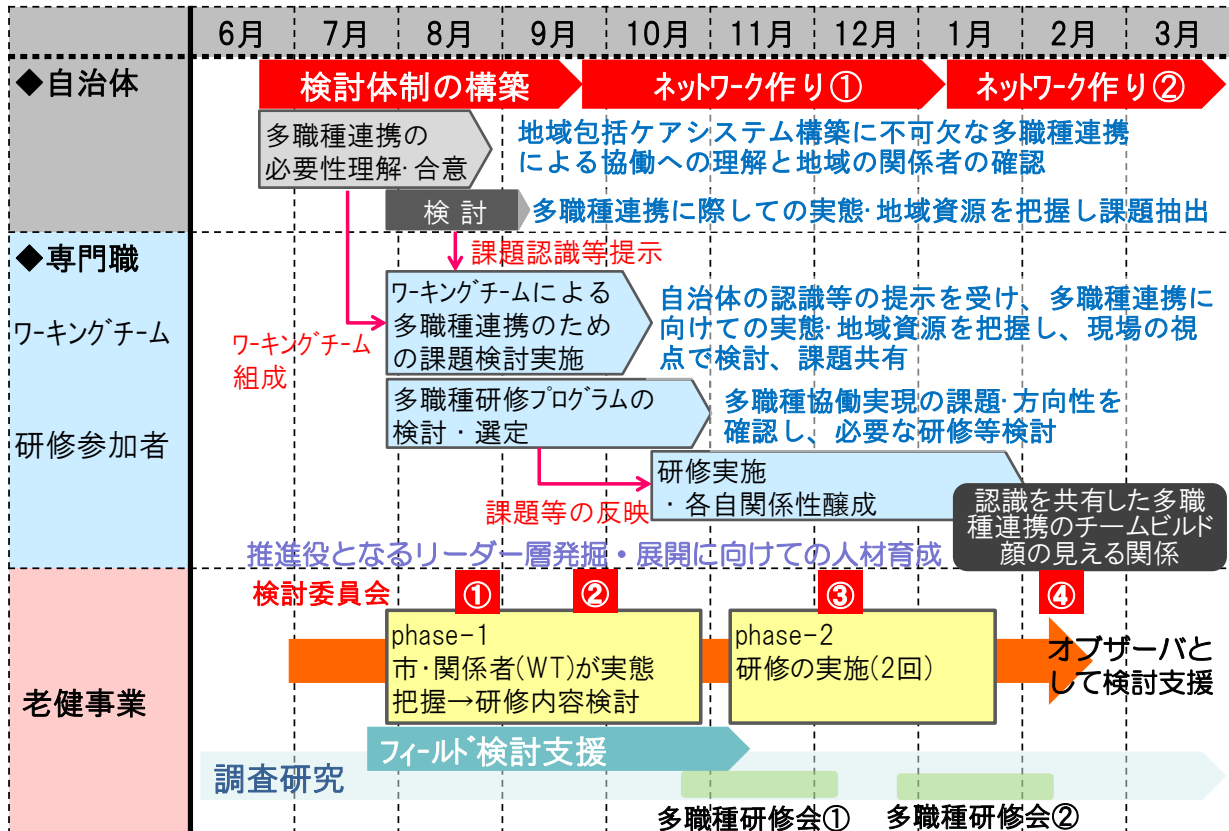 6月 7月 8月 9月 10月 11月 12月 1月 2月 3月
◆自治体
検討体制の構築
ネットワーク作り①
ネットワーク作り②
多職種連携の
必要性理解・合意
地域包括ケアシステム構築に不可欠な多職種連携
による協働への理解と地域の関係者の確認
検 討
多職種連携に際しての実態・地域資源を把握し課題抽出
◆専門職
課題認識等提示
ワーキングチーム
ワーキングチームによる
多職種連携のため
の課題検討実施
自治体の認識等の提示を受け、多職種連携に
向けての実態・地域資源を把握し、現場の視
点で検討、課題共有
ワーキングチーム
組成
研修参加者
多職種研修プログラムの
検討・選定
多職種協働実現の課題・方向性を
確認し、必要な研修等検討
研修実施
・各自関係性醸成
課題等の反映
認識を共有した多職
種連携のチームビルド
顔の見える関係
推進役となるリーダー層発掘・展開に向けての人材育成
検討委員会
① ② ③ ④
老健事業
phase-1
市・関係者(WT)が実態
把握→研修内容検討
phase-2
研修の実施(2回)
オブザーバと
して検討支援
フィールド検討支援
調査研究
多職種研修会①
多職種研修会②